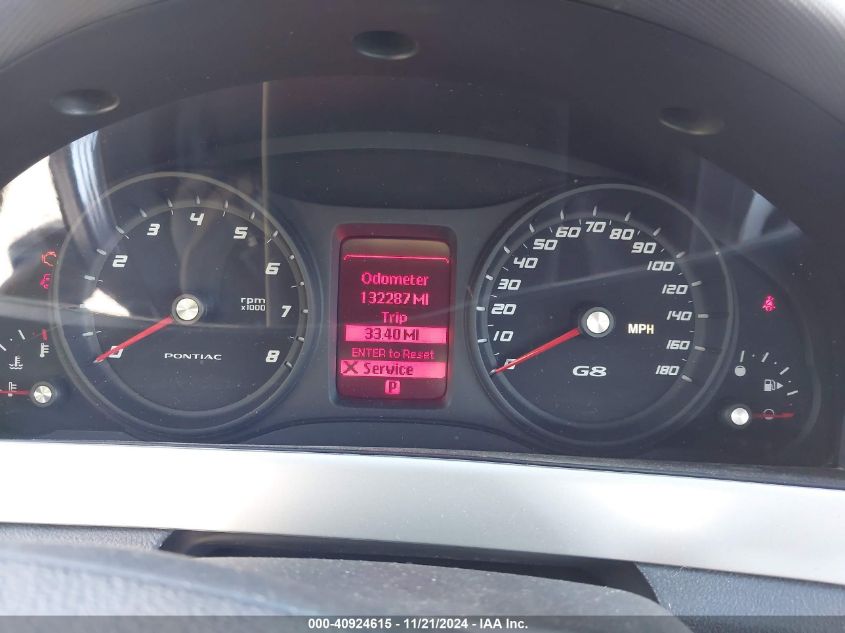 Odometer
132287 MI
Trip
33.40 MI
ENTER to Reset
Service
P
0
2
3
4
5
6
7
8
rpm
x1000
PONTIAC
0
10
20
30
40
50
60
70
80
90
100
120
140
160
180
MPH
G8
000-40924615 - 11/21/2024 - IAA Inc.